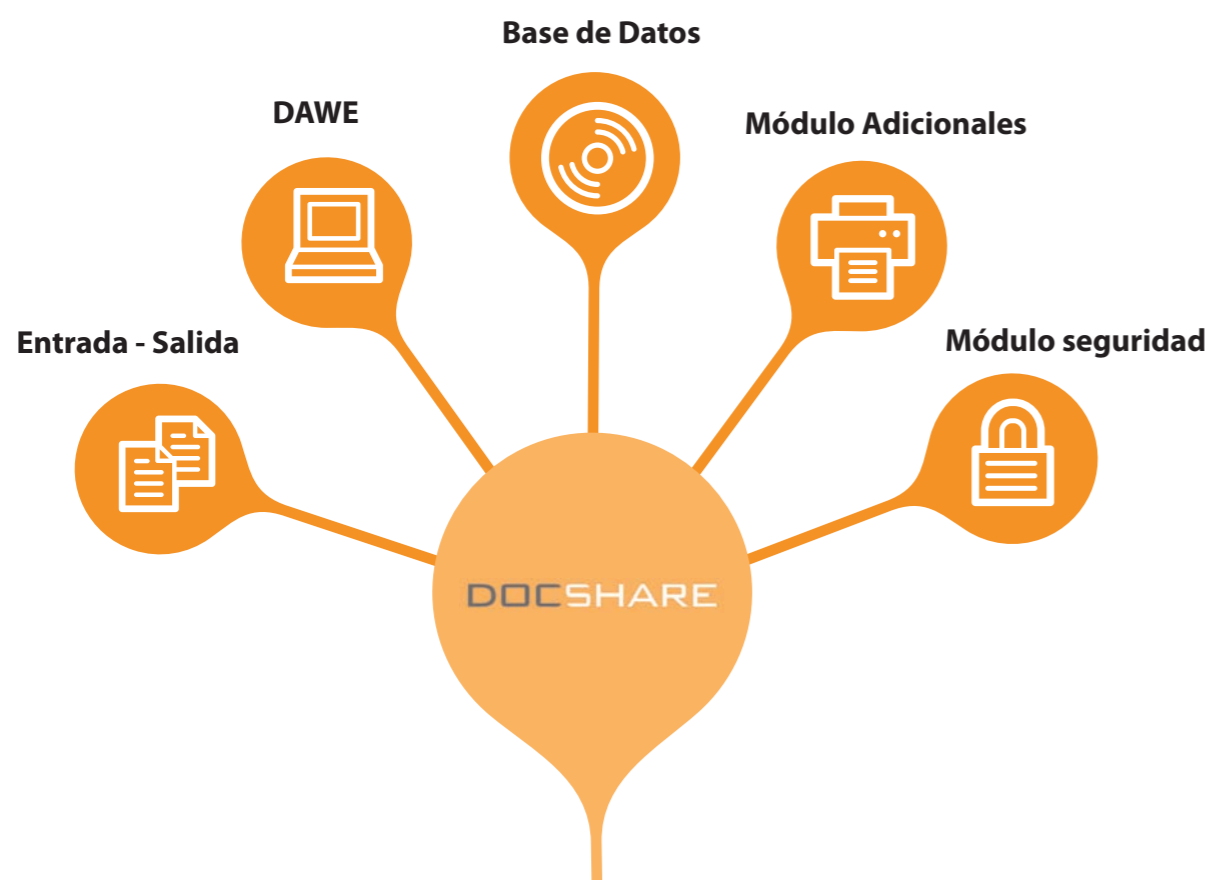 Base de Datos
DAWE
Módulo Adicionales
Entrada - Salida
Módulo seguridad
DOCSHARE